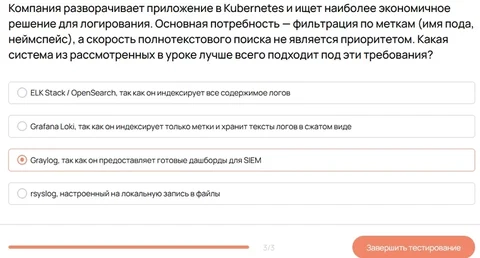 Компания разворачивает приложение в Kubernetes и ищет наиболее экономичное
решение для логирования. Основная потребность — фильтрация по меткам (имя пода,
неймспейс), а скорость полнотекстового поиска не является приоритетом. Какая
система из рассмотренных в уроке лучше всего подходит под эти требования?
ELK Stack / OpenSearch, так как он индексирует все содержимое логов
Grafana Loki, так как он индексирует только метки и хранит тексты логов в сжатом виде
Graylog, так как он предоставляет готовые дашборды для SIEM
rsyslog, настроенный на локальную запись в файлы
3/3
Завершить тестирование